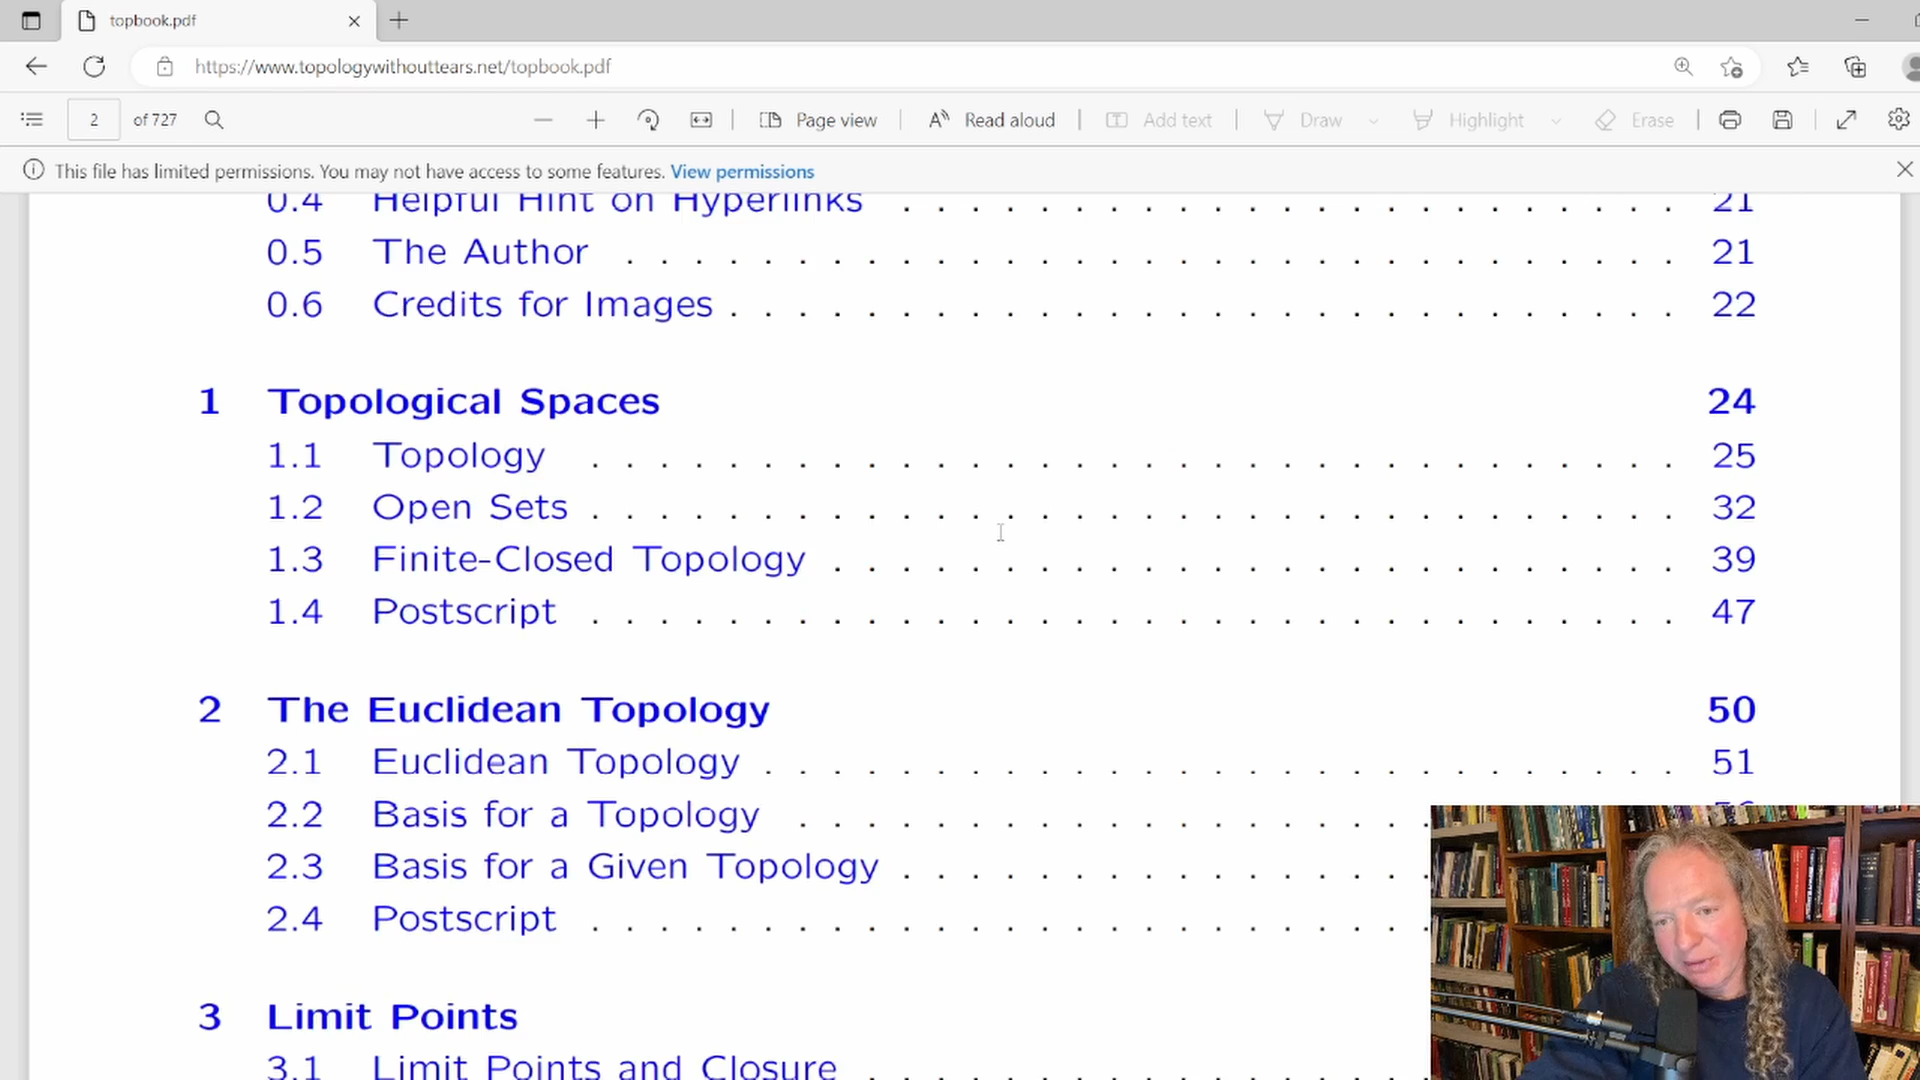 topbook.pdf
https://www.topologywithouttears.net/topbook.pdf
2 of 727 Page view Read aloud Add text Draw Highlight Erase
This file has limited permissions. You may not have access to some features. View permissions
0.4 Helpful Hint on Hyperlinks . . . . . . . . . . . . . . . . . . . . . . . 21
0.5 The Author . . . . . . . . . . . . . . . . . . . . . . . . . . . . . . . 21
0.6 Credits for Images . . . . . . . . . . . . . . . . . . . . . . . . . . . . 22
1 Topological Spaces 24
1.1 Topology . . . . . . . . . . . . . . . . . . . . . . . . . . . . . . . . 25
1.2 Open Sets . . . . . . . . . . . . . . . . . . . . . . . . . . . . . . . . 32
1.3 Finite-Closed Topology . . . . . . . . . . . . . . . . . . . . . . . . . 39
1.4 Postscript . . . . . . . . . . . . . . . . . . . . . . . . . . . . . . . . 47
2 The Euclidean Topology 50
2.1 Euclidean Topology . . . . . . . . . . . . . . . . . . . . . . . . . . . 51
2.2 Basis for a Topology . . . . . . . . . . . . . . . . . . .
2.3 Basis for a Given Topology . . . . . . . . . . . . . . . .
2.4 Postscript . . . . . . . . . . . . . . . . . . . . . . . . .
3 Limit Points
3.1 Limit Points and Closure . . . . . . . . . . . . . . . . .